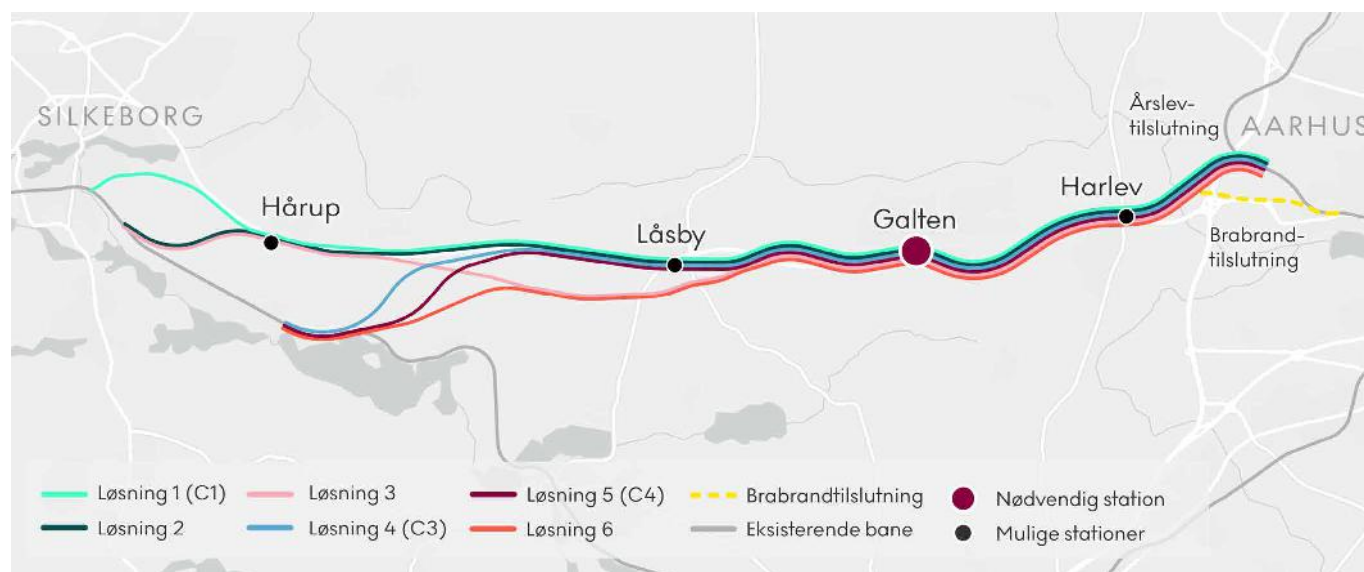 SILKEBORG
Hårup
Låsby
Galten
Harlev
Årslev-
tilslutning
AARHUS
Brabrand-
tilslutning
Løsning 1 (C1)
Løsning 2
Løsning 3
Løsning 4 (C3)
Løsning 5 (C4)
Løsning 6
Brabrandtilslutning
Eksisterende bane
Nødvendig station
Mulige stationer